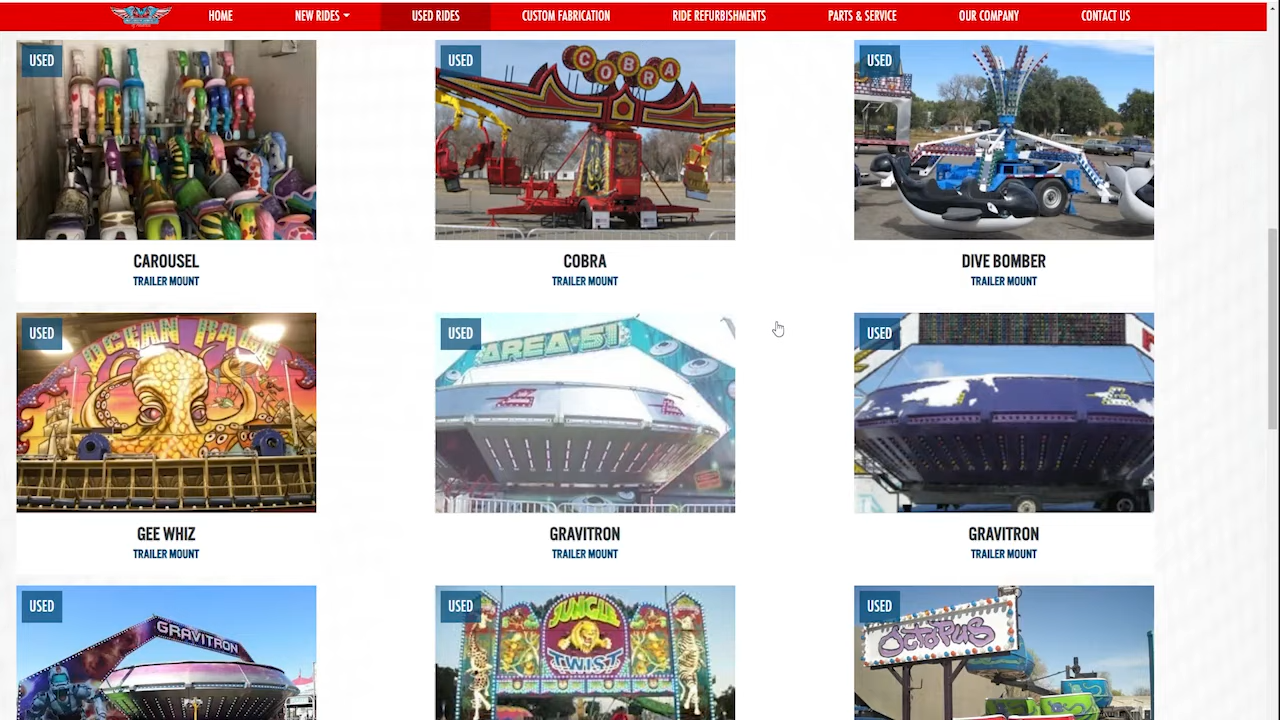 HOME NEW RIDES USED RIDES CUSTOM FABRICATION RIDE REFURBISHMENTS PARTS & SERVICE OUR COMPANY CONTACT US
USED USED USED
COBRA
CAROUSEL COBRA DIVE BOMBER
TRAILER MOUNT TRAILER MOUNT TRAILER MOUNT
USED USED USED
OCEAN
AREA-51
GEE WHIZ GRAVITRON GRAVITRON
TRAILER MOUNT TRAILER MOUNT TRAILER MOUNT
USED USED USED
GRAVITRON
JUNGLE
TWIST
OCTOPUS